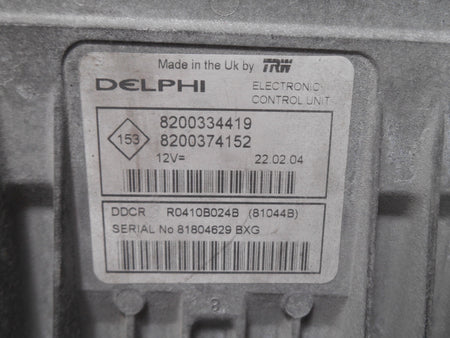 Made in the Uk by TRW
DELPHI ELECTRONIC
CONTROL UNIT
153 8200334419
8200374152
12V= 22.02.04
DDCR R0410B024B (81044B)
SERIAL No 81804629 BXG
8